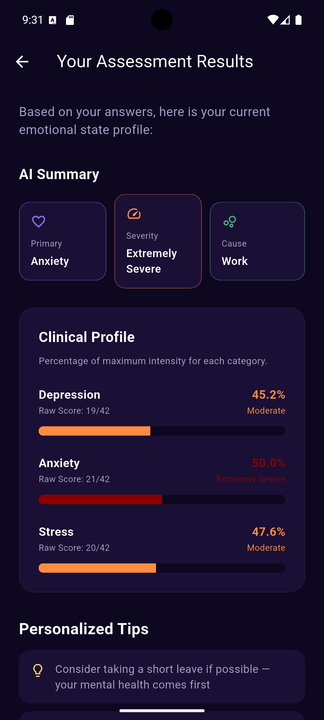 9:31
Your Assessment Results
Based on your answers, here is your current
emotional state profile:
AI Summary
Primary
Anxiety
Severity
Extremely
Severe
Cause
Work
Clinical Profile
Percentage of maximum intensity for each category.
Depression
45.2%
Raw Score: 19/42
Moderate
Anxiety
50.0%
Raw Score: 21/42
Extremely Severe
Stress
47.6%
Raw Score: 20/42
Moderate
Personalized Tips
Consider taking a short leave if possible —
your mental health comes first